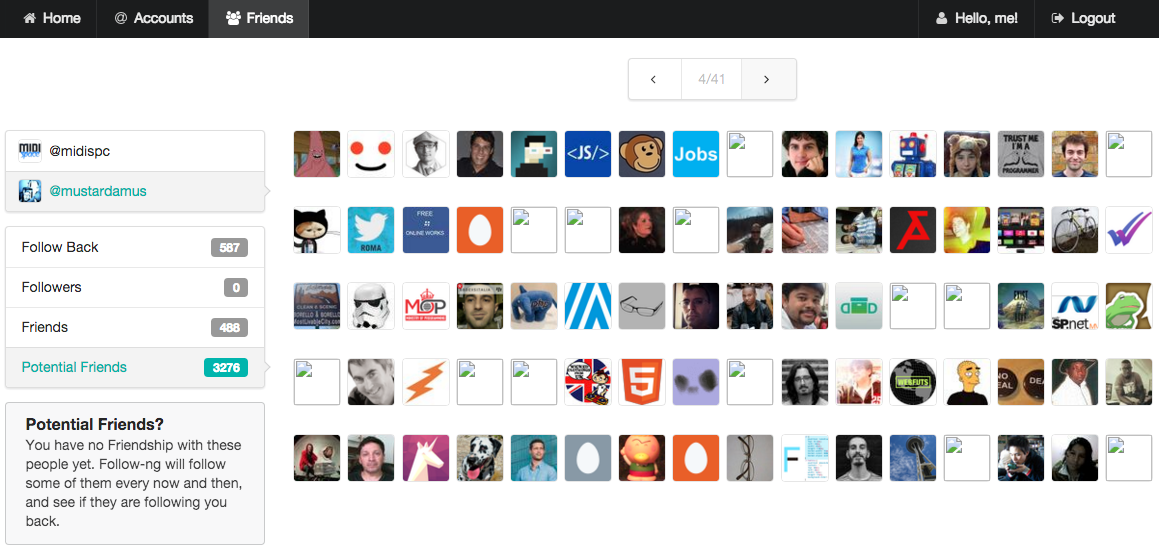 Home
@ Accounts
Friends
Hello, me!
Logout
4/41
MIDI
@midispc
@mustardamus
Follow Back 587
Followers 0
Friends 488
Potential Friends 3276
Potential Friends?
You have no Friendship with these
people yet. Follow-ng will follow
some of them every now and then,
and see if they are following you
back.
<JS/>
Jobs
TRUST ME
I'M A
PROGRAMMER
ROMA
FREE
ONLINE WORKS
MOP
SP.net
5
WEBFUTS
NO
DEAL
F